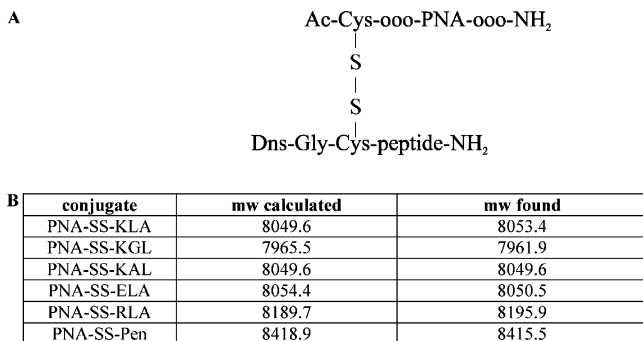 A
Ac-Cys-ooo-PNA-ooo-NH₂
S
S
Dns-Gly-Cys-peptide-NH₂
B
conjugate mw calculated mw found
PNA-SS-KLA 8049.6 8053.4
PNA-SS-KGL 7965.5 7961.9
PNA-SS-KAL 8049.6 8049.6
PNA-SS-ELA 8054.4 8050.5
PNA-SS-RLA 8189.7 8195.9
PNA-SS-Pen 8418.9 8415.5